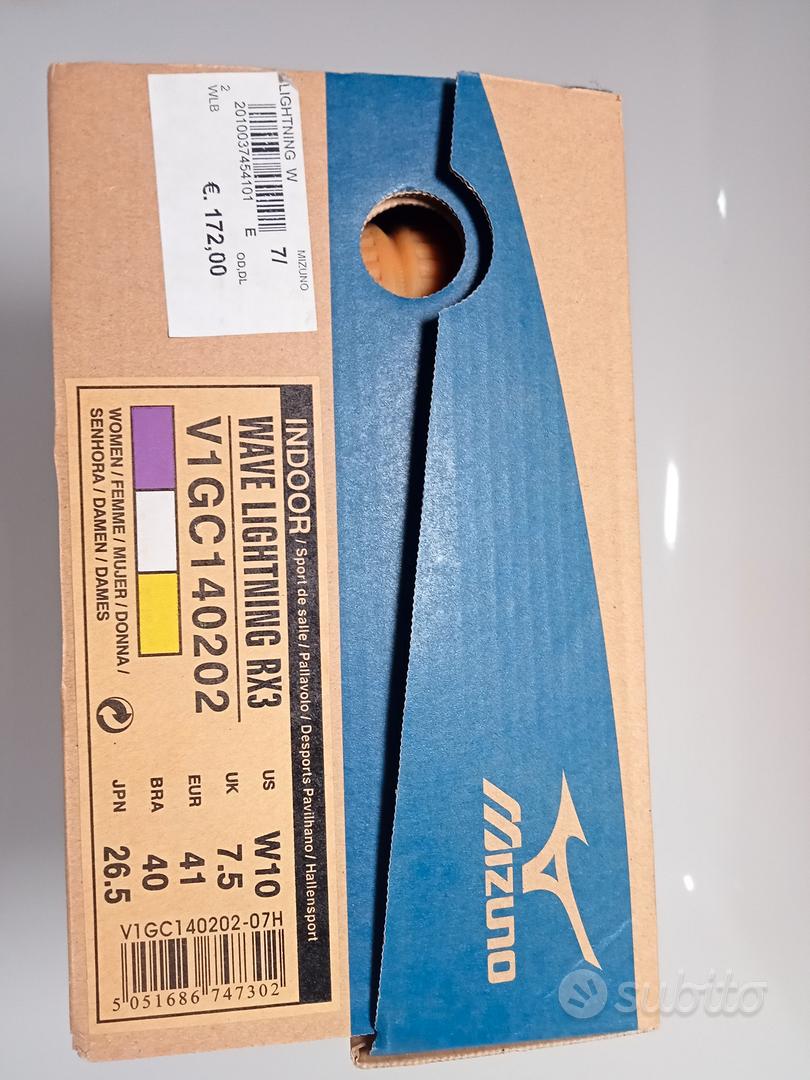 LIGHTNING W
2010037454101
2
WLB
E
7/
MIZUNO
OD,DL
€. 172,00
INDOOR / Sport de salle / Pallavolo / Desports Pavilhano / Hallensport
WAVE LIGHTNING RX3
V1GC140202
WOMEN / FEMME / MUJER / DONNA /
SENHORA / DAMEN / DAMES
US W10
UK 7.5
EUR 41
BRA 40
JPN 26.5
V1GC140202-07H
5 051686 747302
MIZUNO
subito